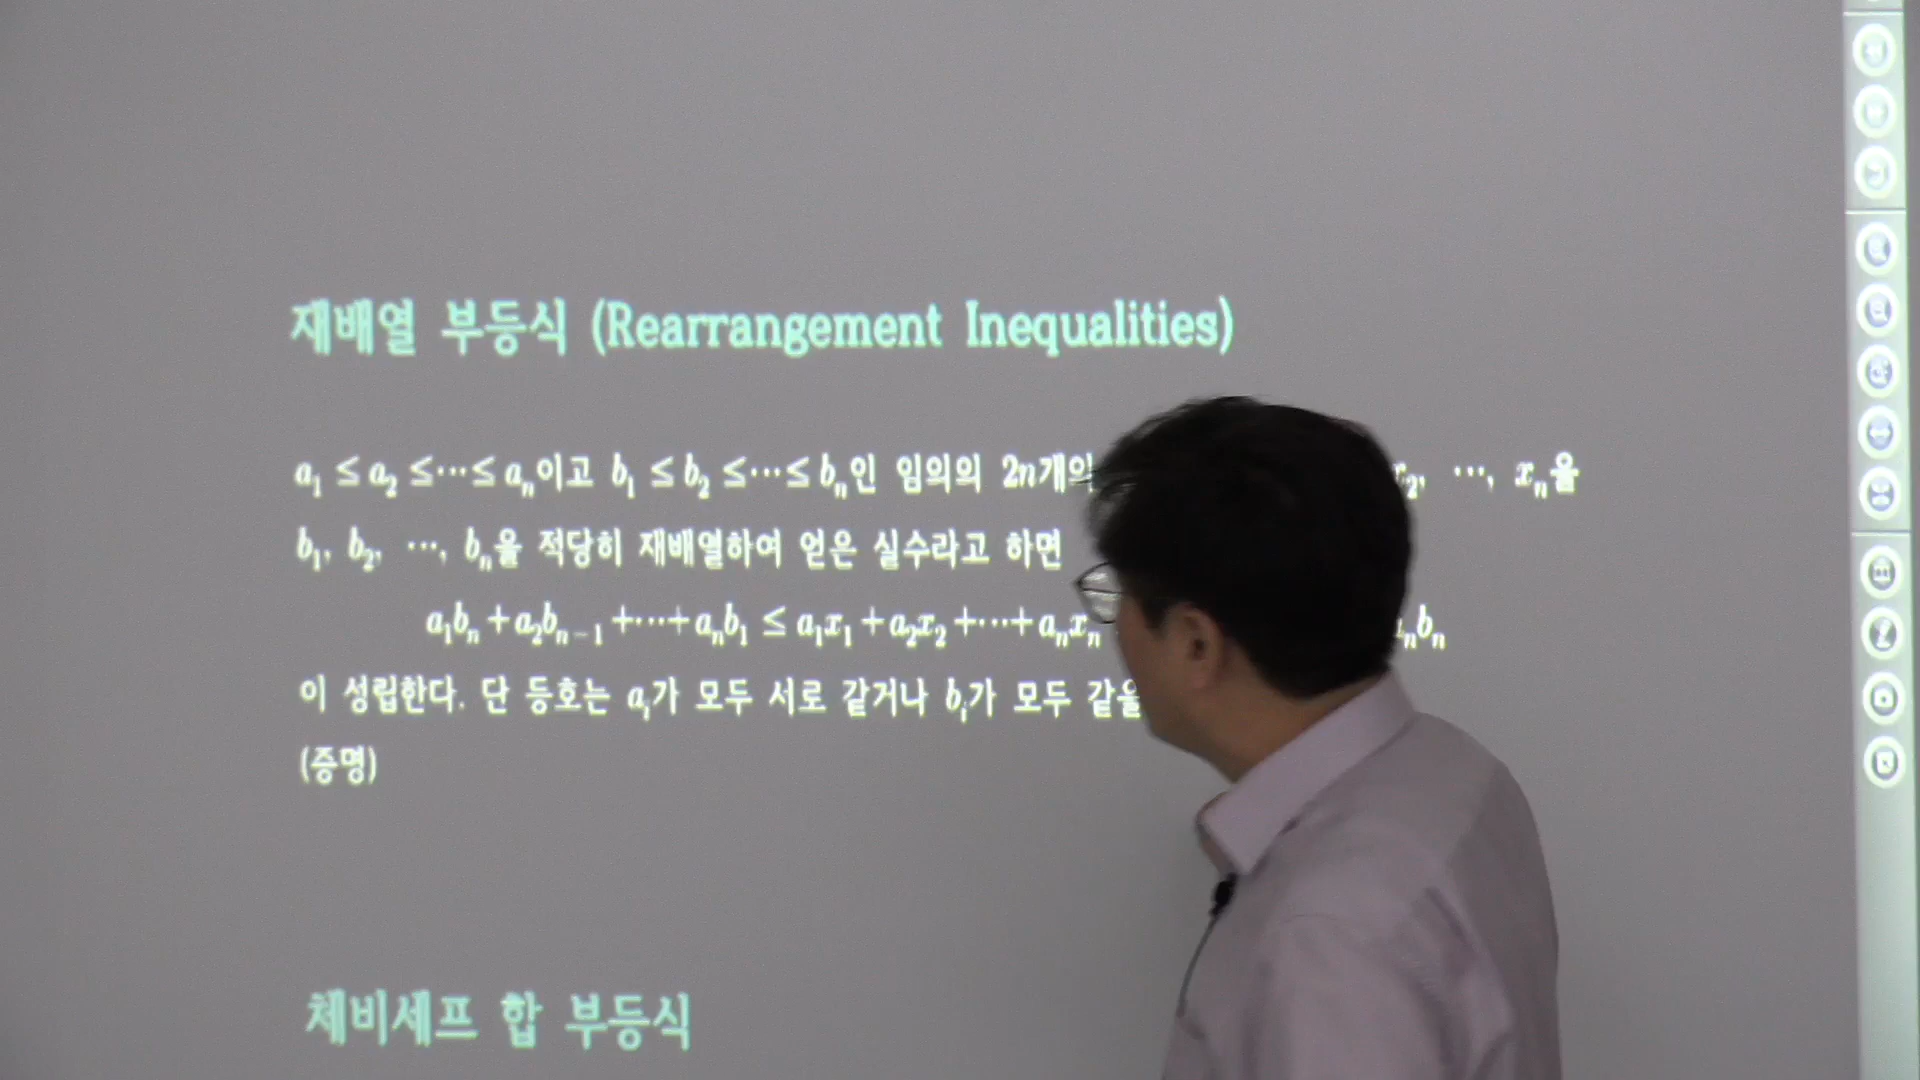 재배열 부등식 (Rearrangement Inequalities)
a₁ ≤ a₂ ≤⋯≤ aₙ이고 b₁ ≤ b₂ ≤⋯≤ bₙ인 임의의 2n개의 x₂, ⋯, xₙ을
b₁, b₂, ⋯, bₙ을 적당히 재배열하여 얻은 실수라고 하면
a₁bₙ + a₂bₙ₋₁ +⋯+ aₙb₁ ≤ a₁x₁ + a₂x₂ +⋯+ aₙxₙ aₙbₙ
이 성립한다. 단 등호는 aᵢ가 모두 서로 같거나 bᵢ가 모두 같을
(증명)
체비셰프 합 부등식